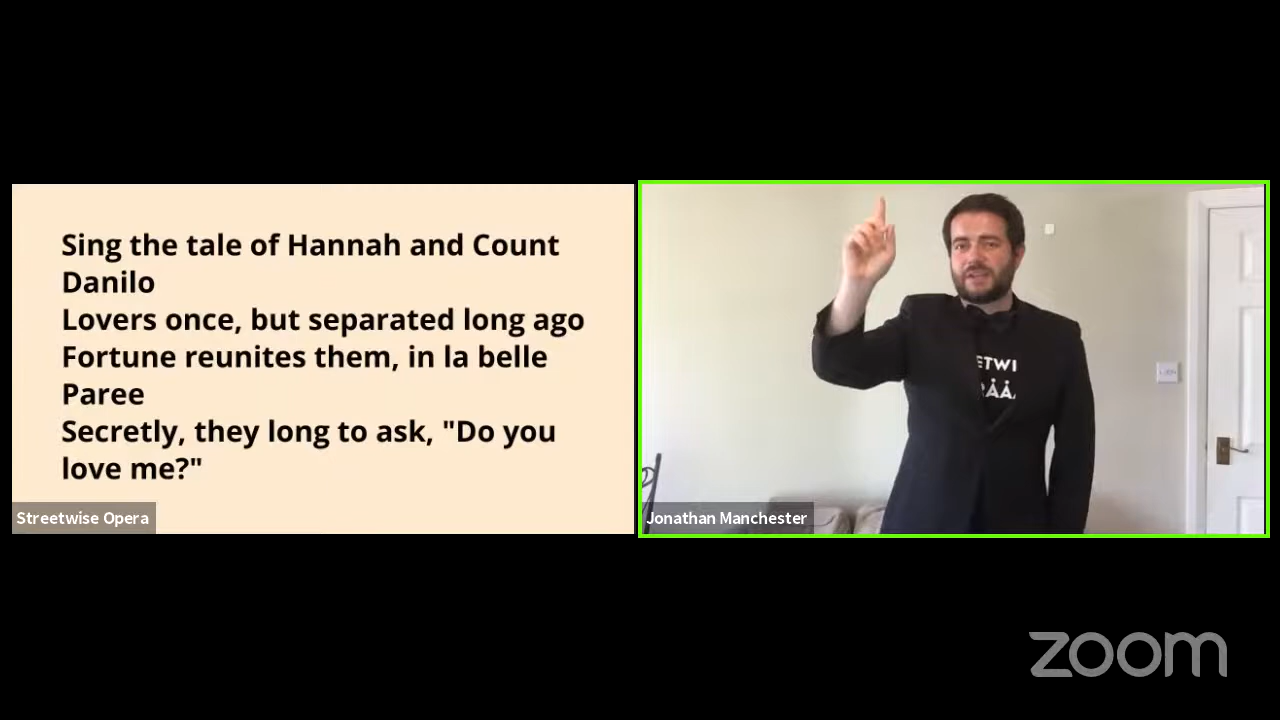 Sing the tale of Hannah and Count
Danilo
Lovers once, but separated long ago
Fortune reunites them, in la belle
Paree
Secretly, they long to ask, "Do you
love me?"
Streetwise Opera
ETWI
Jonathan Manchester
zoom